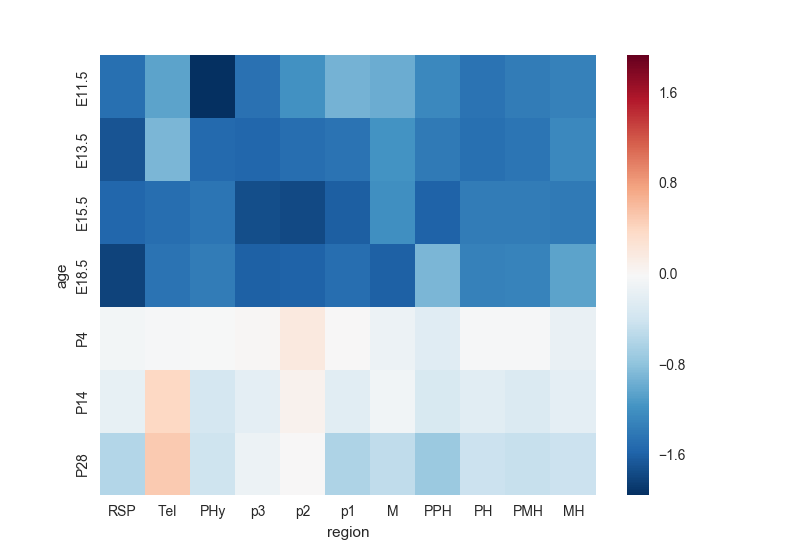 E11.5
E13.5
E15.5
E18.5
P4
P14
P28
age
RSP Tel PHy p3 p2 p1 M PPH PH PMH MH
region
1.6
0.8
0.0
−0.8
−1.6